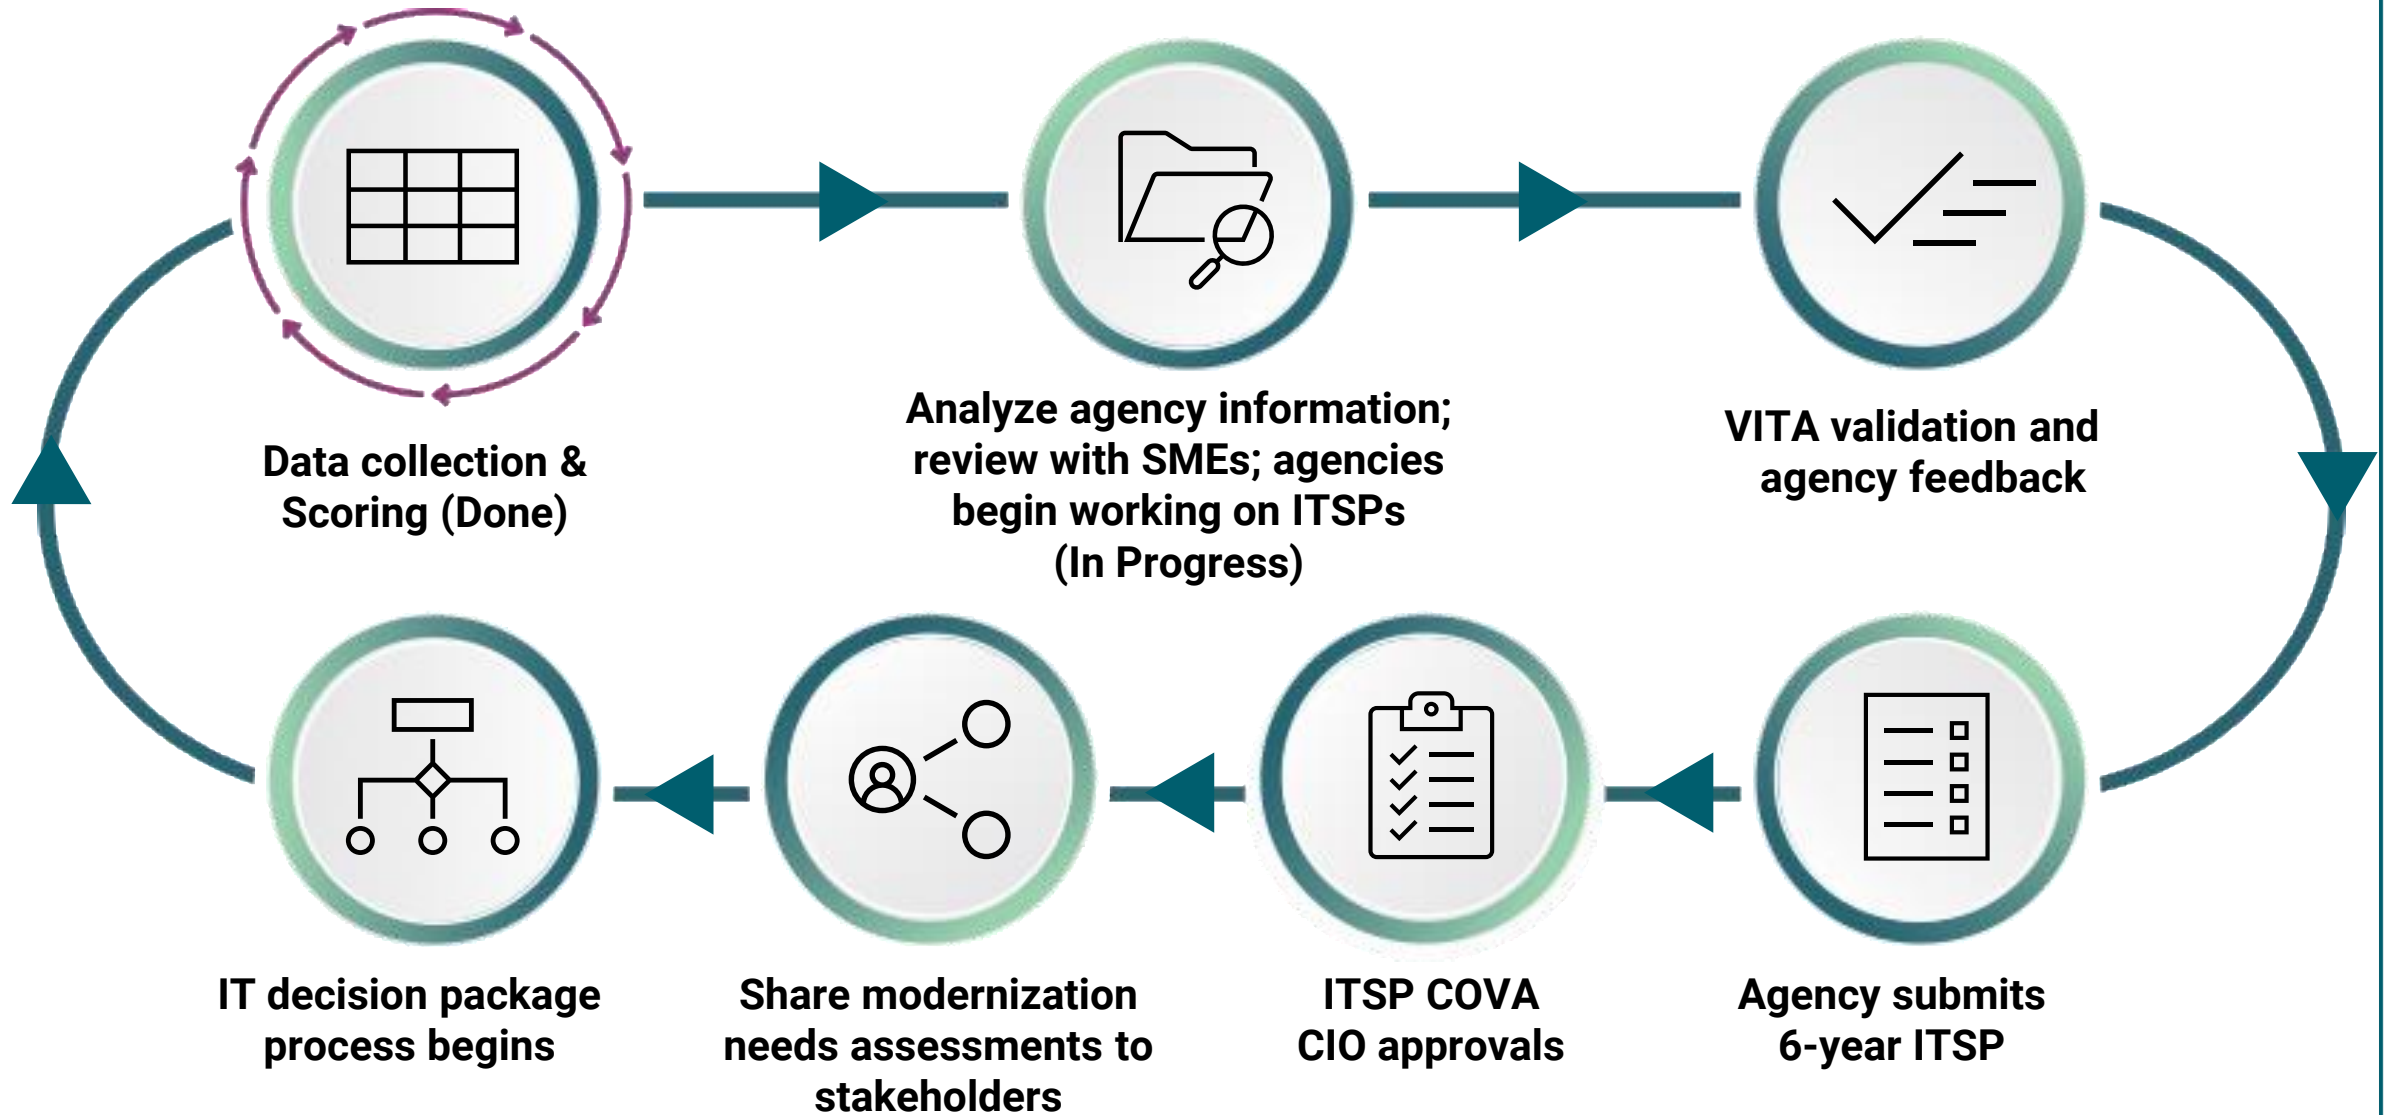 Data collection &
Scoring (Done)
Analyze agency information;
review with SMEs; agencies
begin working on ITSPs
(In Progress)
VITA validation and
agency feedback
IT decision package
process begins
Share modernization
needs assessments to
stakeholders
ITSP COVA
CIO approvals
Agency submits
6-year ITSP